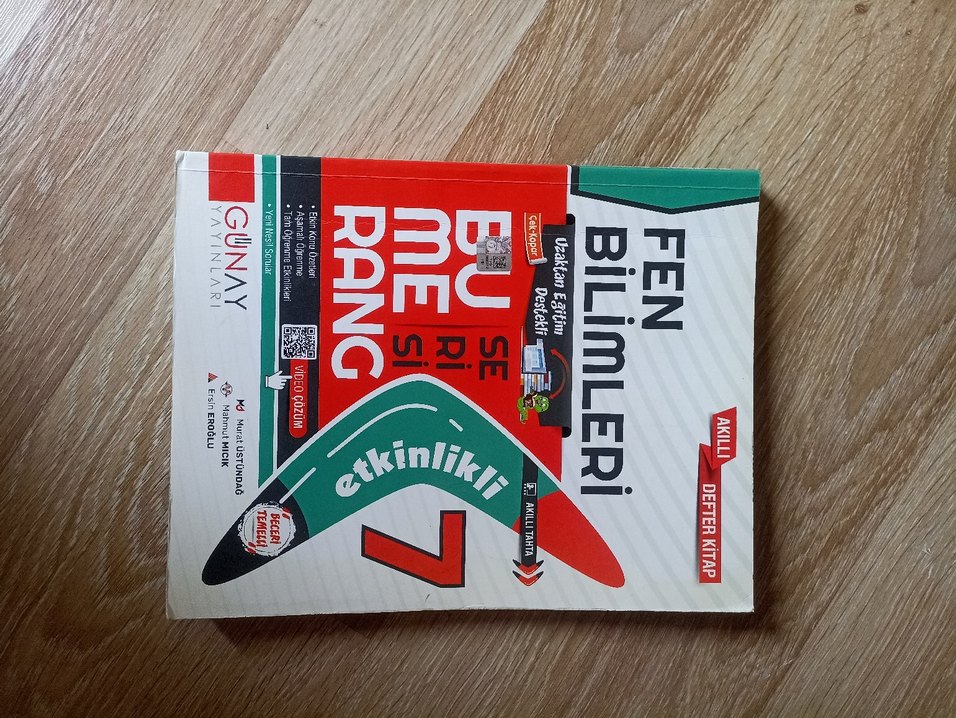 AKILLI
DEFTER KİTAP
FEN
BİLİMLERİ
Uzaktan Eğitim
Destekli
Çek-Kopar
AKILLI TAHTA
BU
ME
RANG
SE
Rİ
Sİ
etkinlikli
7
• Etkin Konu Özetleri
• Aşamalı Öğrenme
• Tam Öğrenme Etkinlikleri
• Yeni Nesil Sorular
VİDEO ÇÖZÜM
BECERİ
TEMELLİ
GÜNAY
YAYINLARI
Murat ÜSTÜNDAĞ
Mahmut MICIK
Ersin EROĞLU